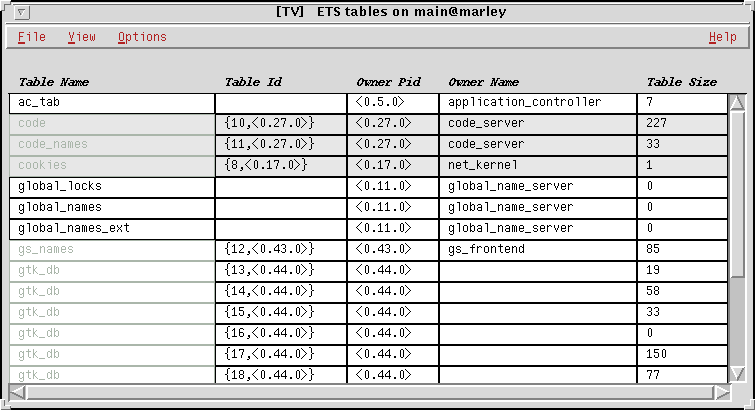 [TV] ETS tables on main@marley
File View Options Help
Table Name Table Id Owner Pid Owner Name Table Size
ac_tab <0.5.0> application_controller 7
code {10,<0.27.0>} <0.27.0> code_server 227
code_names {11,<0.27.0>} <0.27.0> code_server 33
cookies {8,<0.17.0>} <0.17.0> net_kernel 1
global_locks <0.11.0> global_name_server 0
global_names <0.11.0> global_name_server 0
global_names_ext <0.11.0> global_name_server 0
gs_names {12,<0.43.0>} <0.43.0> gs_frontend 85
gtk_db {13,<0.44.0>} <0.44.0> 19
gtk_db {14,<0.44.0>} <0.44.0> 58
gtk_db {15,<0.44.0>} <0.44.0> 33
gtk_db {16,<0.44.0>} <0.44.0> 0
gtk_db {17,<0.44.0>} <0.44.0> 150
gtk_db {18,<0.44.0>} <0.44.0> 77